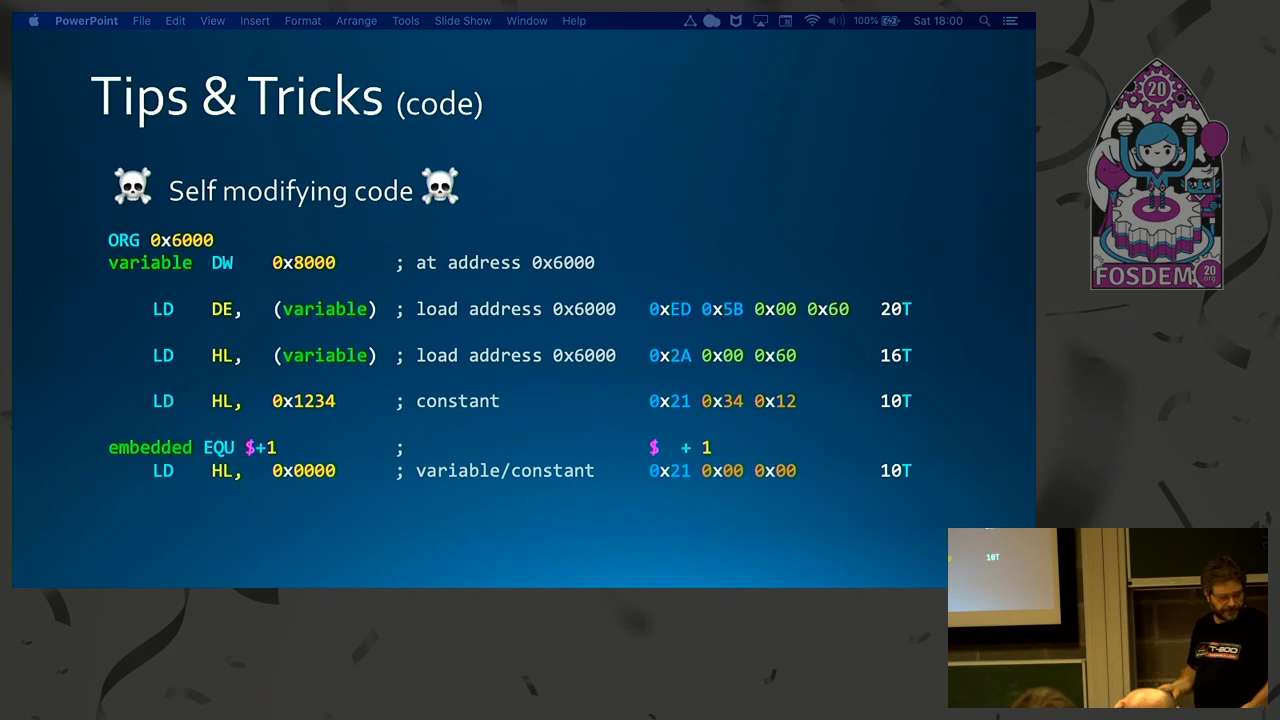 PowerPoint File Edit View Insert Format Arrange Tools Slide Show Window Help 100% Sat 18:00
Tips & Tricks (code)
Self modifying code
ORG 0x6000
variable DW 0x8000 ; at address 0x6000
LD DE, (variable) ; load address 0x6000 0xED 0x5B 0x00 0x60 20T
LD HL, (variable) ; load address 0x6000 0x2A 0x00 0x60 16T
LD HL, 0x1234 ; constant 0x21 0x34 0x12 10T
embedded EQU $+1 ; $ + 1
LD HL, 0x0000 ; variable/constant 0x21 0x00 0x00 10T
20
FOSDEM 20
.org
10T
T-800